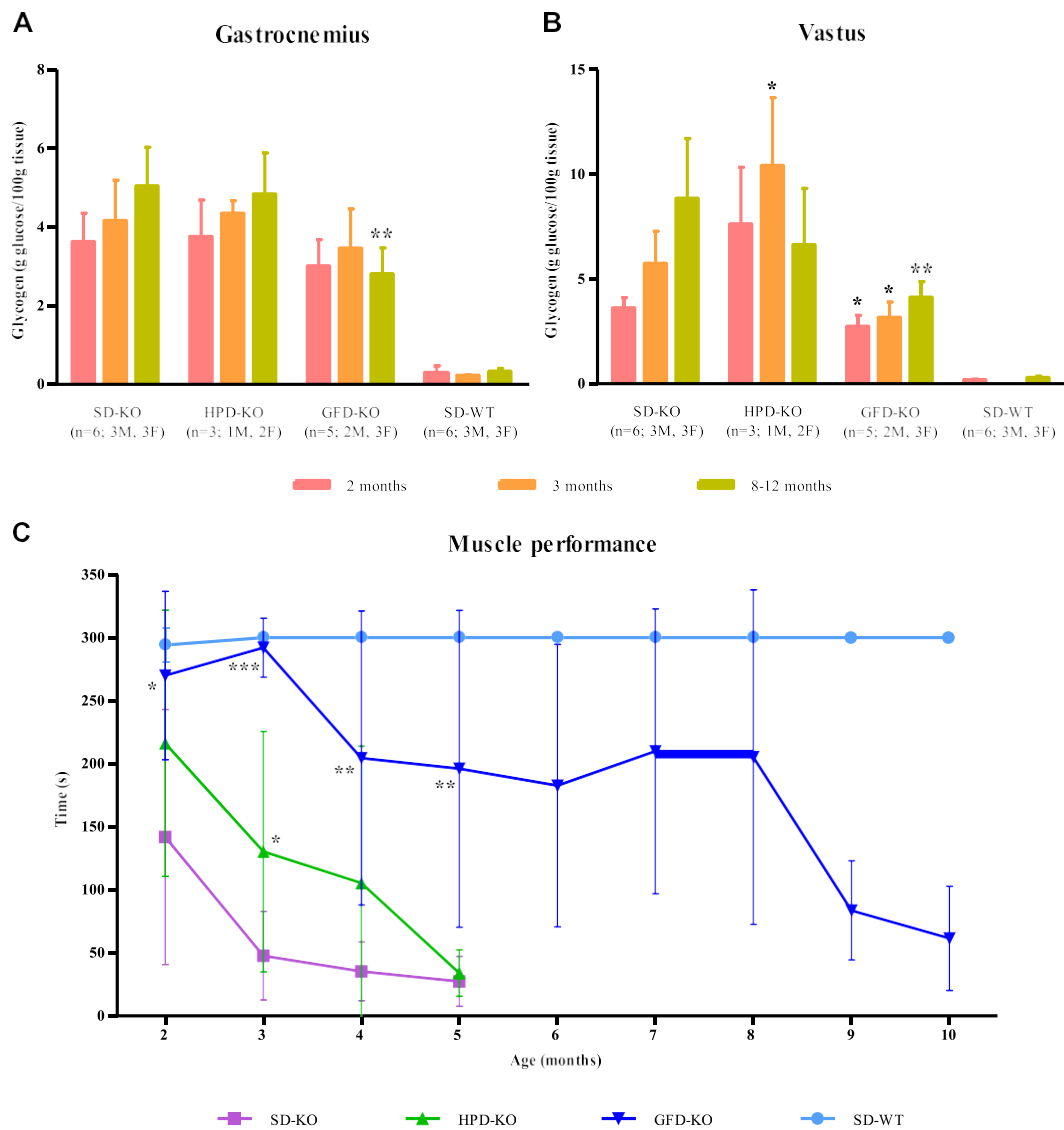 A
Gastrocnemius
Glycogen (g glucose/100g tissue)
8
6
4
2
0
**
SD-KO
(n=6; 3M, 3F)
HPD-KO
(n=3; 1M, 2F)
GFD-KO
(n=5; 2M, 3F)
SD-WT
(n=6; 3M, 3F)
B
Vastus
Glycogen (g glucose/100g tissue)
15
10
5
0
*
*
*
**
SD-KO
(n=6; 3M, 3F)
HPD-KO
(n=3; 1M, 2F)
GFD-KO
(n=5; 2M, 3F)
SD-WT
(n=6; 3M, 3F)
2 months
3 months
8-12 months
C
Muscle performance
Time (s)
350
300
250
200
150
100
50
0
*
***
**
**
*
2
3
4
5
6
7
8
9
10
Age (months)
SD-KO
HPD-KO
GFD-KO
SD-WT